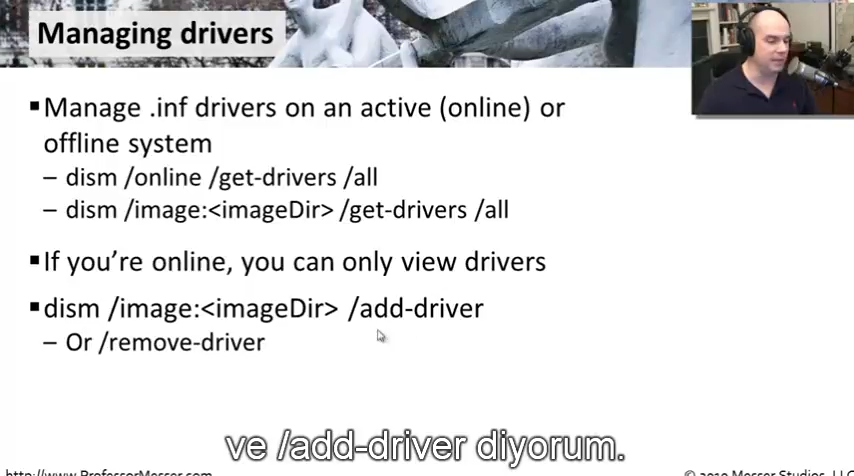 Managing drivers
▪Manage .inf drivers on an active (online) or
offline system
– dism /online /get-drivers /all
– dism /image:<imageDir> /get-drivers /all
▪If you’re online, you can only view drivers
▪dism /image:<imageDir> /add-driver
– Or /remove-driver
ve /add-driver diyorum.
http://www.ProfessorMesser.com
Messer Studios, LLC